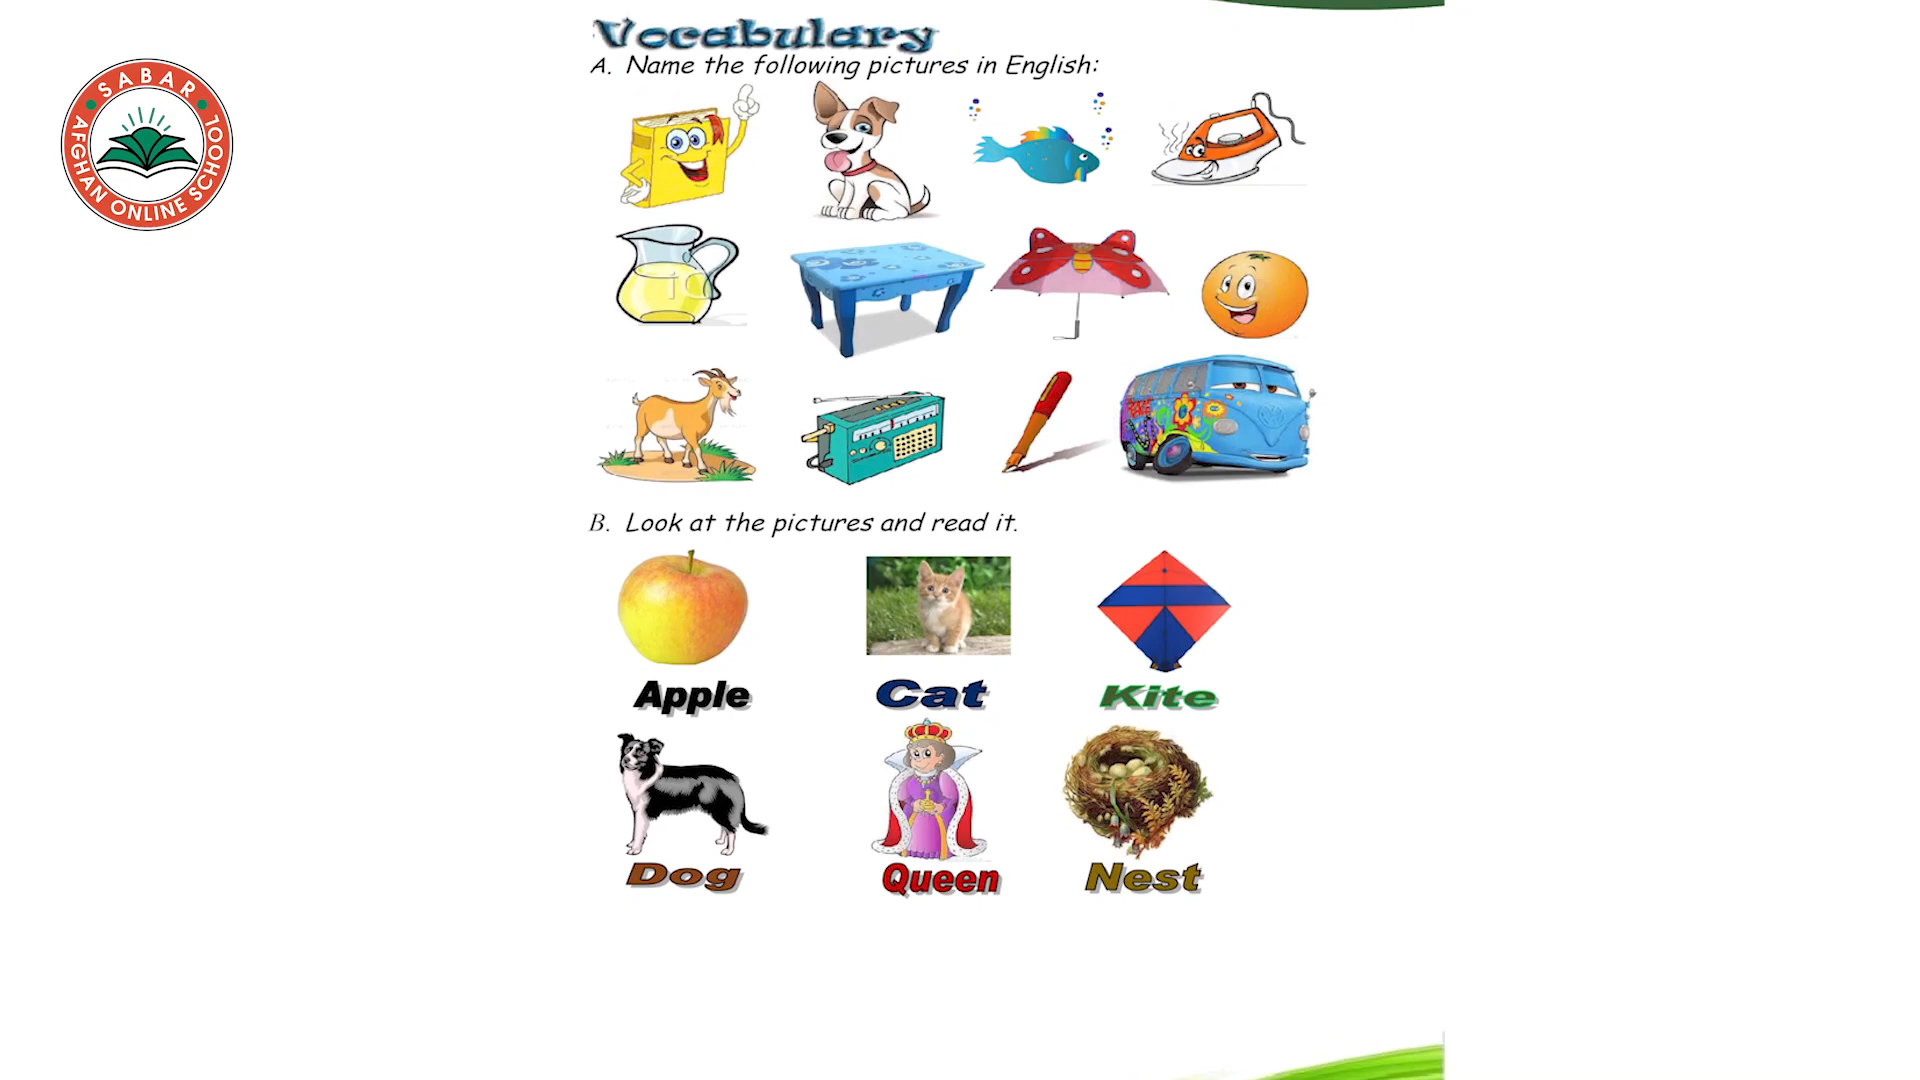 SABAR
AFGHAN ONLINE SCHOOL
Vocabulary
A. Name the following pictures in English:
B. Look at the pictures and read it.
Apple
Cat
Kite
Dog
Queen
Nest